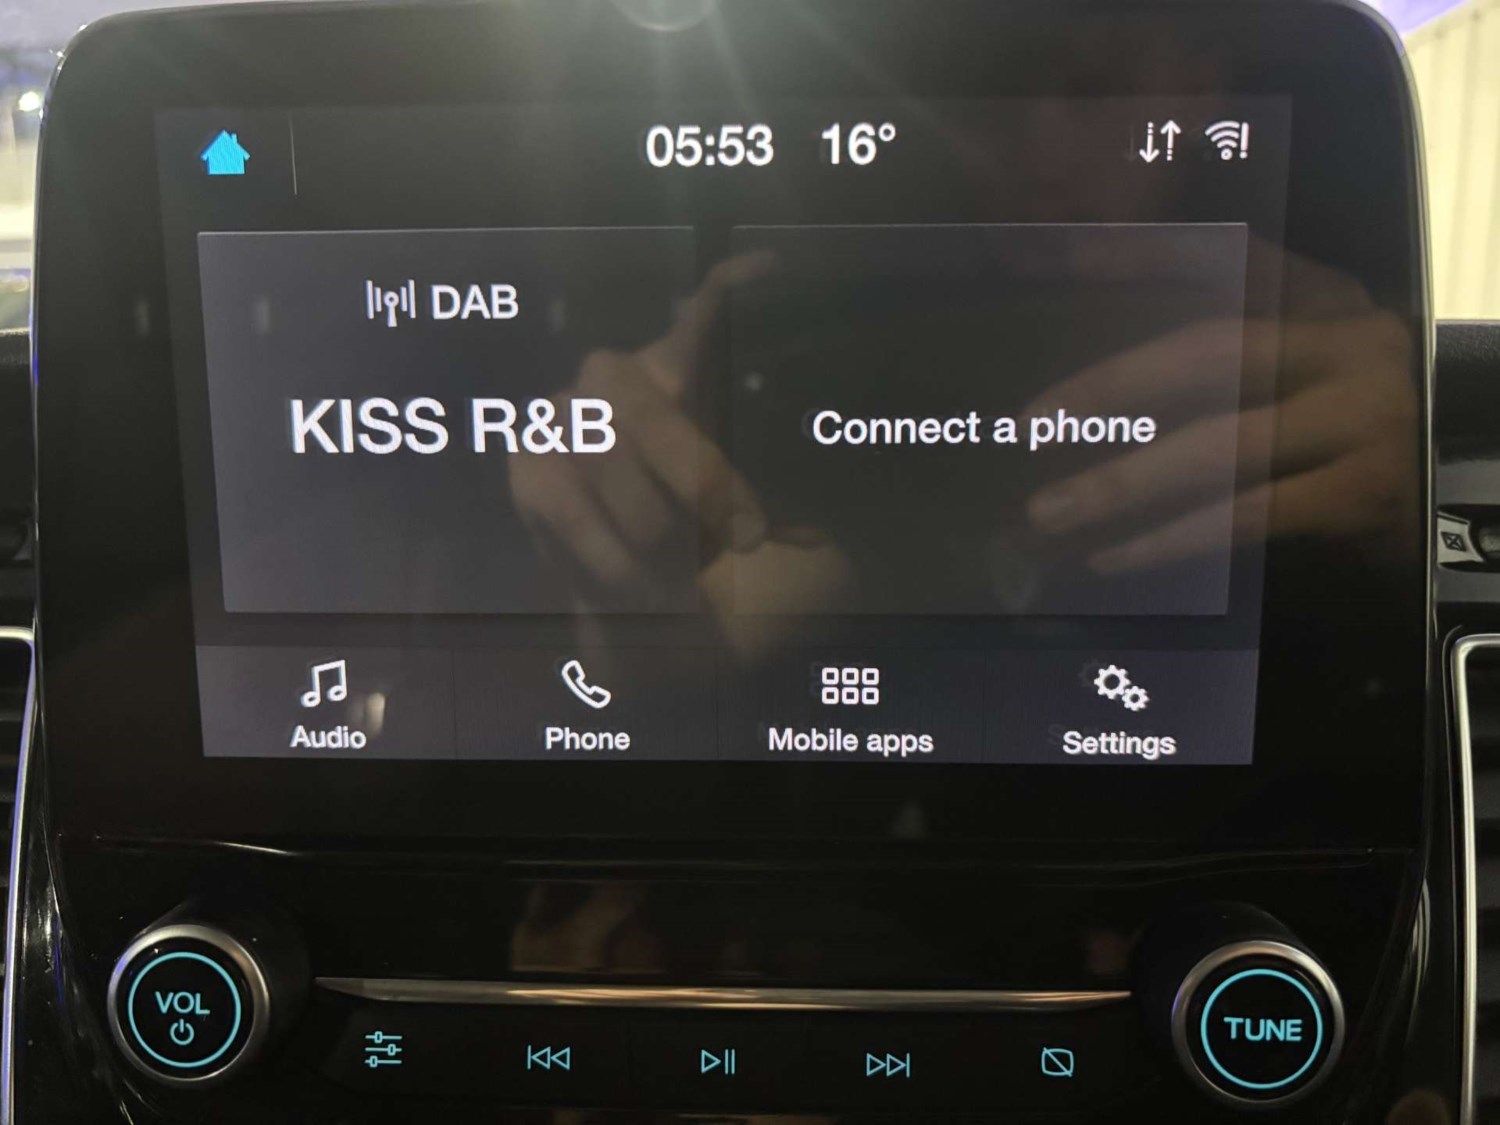 05:53 16°
DAB
KISS R&B
Connect a phone
Audio Phone Mobile apps Settings
VOL
TUNE